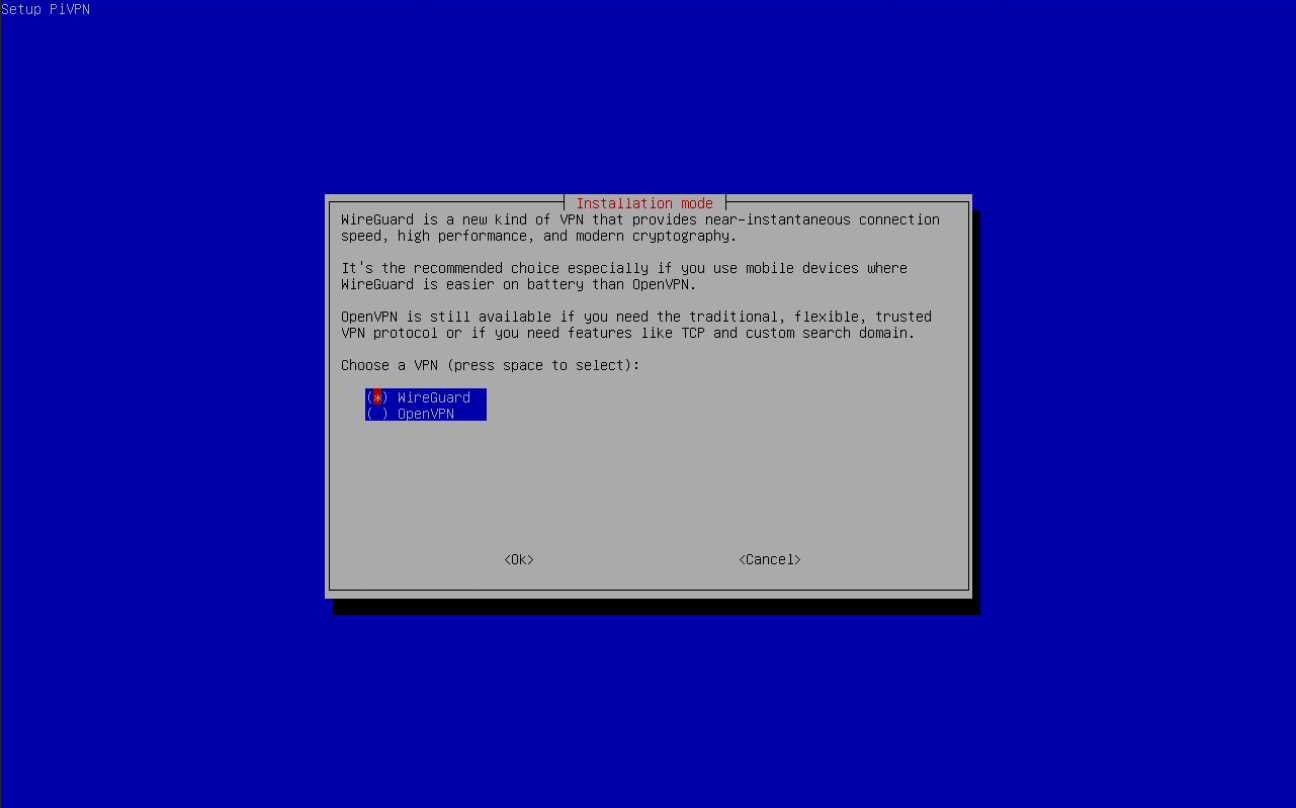 Setup PiVPN
Installation mode
WireGuard is a new kind of VPN that provides near-instantaneous connection
speed, high performance, and modern cryptography.
It's the recommended choice especially if you use mobile devices where
WireGuard is easier on battery than OpenVPN.
OpenVPN is still available if you need the traditional, flexible, trusted
VPN protocol or if you need features like TCP and custom search domain.
Choose a VPN (press space to select):
(*) WireGuard
( ) OpenVPN
<Ok> <Cancel>